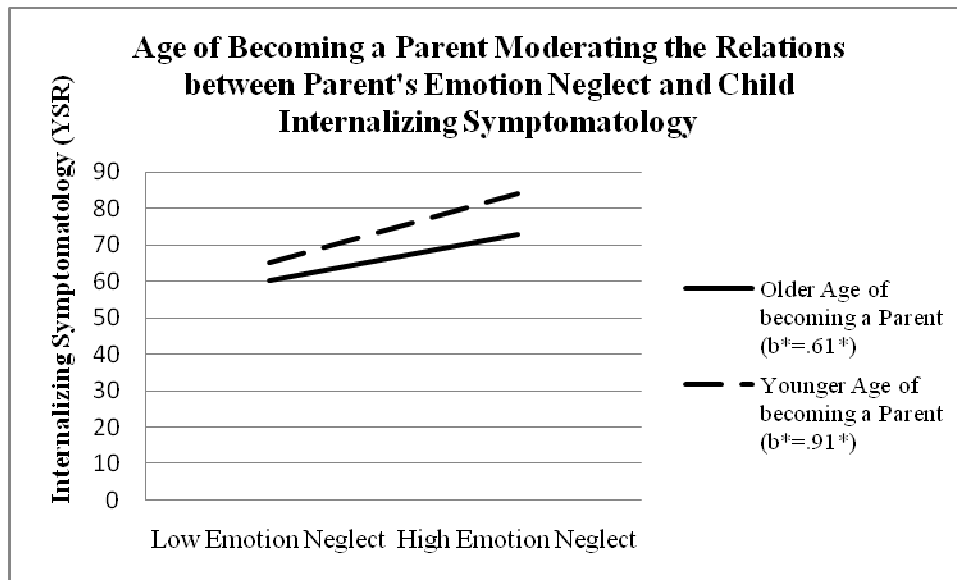 Age of Becoming a Parent Moderating the Relations
between Parent's Emotion Neglect and Child
Internalizing Symptomatology
Internalizing Symptomatology (YSR)
90
80
70
60
50
40
30
20
10
0
Low Emotion Neglect High Emotion Neglect
Older Age of
becoming a Parent
(b*=.61*)
Younger Age of
becoming a Parent
(b*=.91*)